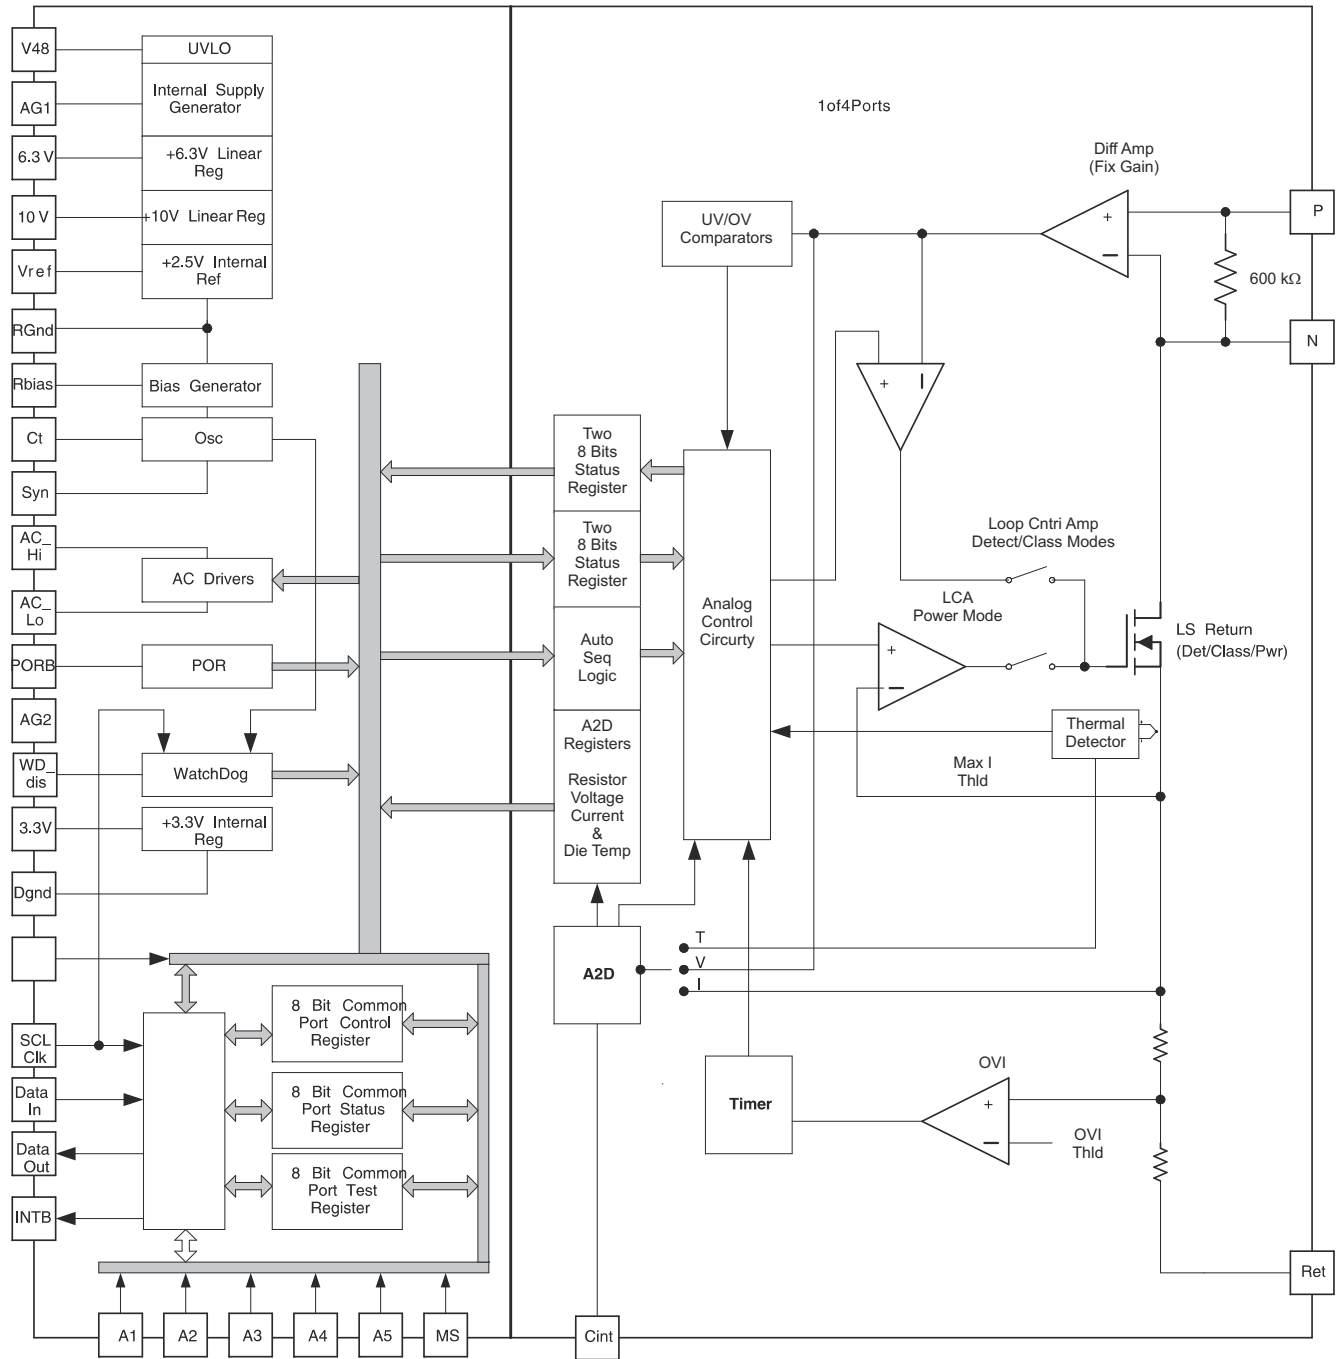 V48
UVLO
AG1
Internal Supply
Generator
6.3 V
+6.3V Linear
Reg
10 V
+10V Linear Reg
Vref
+2.5V Internal
Ref
RGnd
Rbias
Bias Generator
Ct
Osc
Syn
AC_
Hi
AC Drivers
AC_
Lo
PORB
POR
AG2
WD_
dis
WatchDog
3.3V
+3.3V Internal
Reg
Dgnd
SCL
Clk
Data
In
Data
Out
INTB
8 Bit Common
Port Control
Register
8 Bit Common
Port Status
Register
8 Bit Common
Port Test
Register
A1
A2
A3
A4
A5
MS
1of4Ports
Diff Amp
(Fix Gain)
+
–
P
600 kΩ
N
UV/OV
Comparators
+
–
Two
8 Bits
Status
Register
Two
8 Bits
Status
Register
Auto
Seq
Logic
A2D
Registers
Resistor
Voltage
Current
&
Die Temp
Analog
Control
Circurty
Loop Cntri Amp
Detect/Class Modes
LCA
Power Mode
+
–
LS Return
(Det/Class/Pwr)
Thermal
Detector
Max I
Thld
A2D
T
V
I
Timer
OVI
+
–
OVI
Thld
Ret
Cint